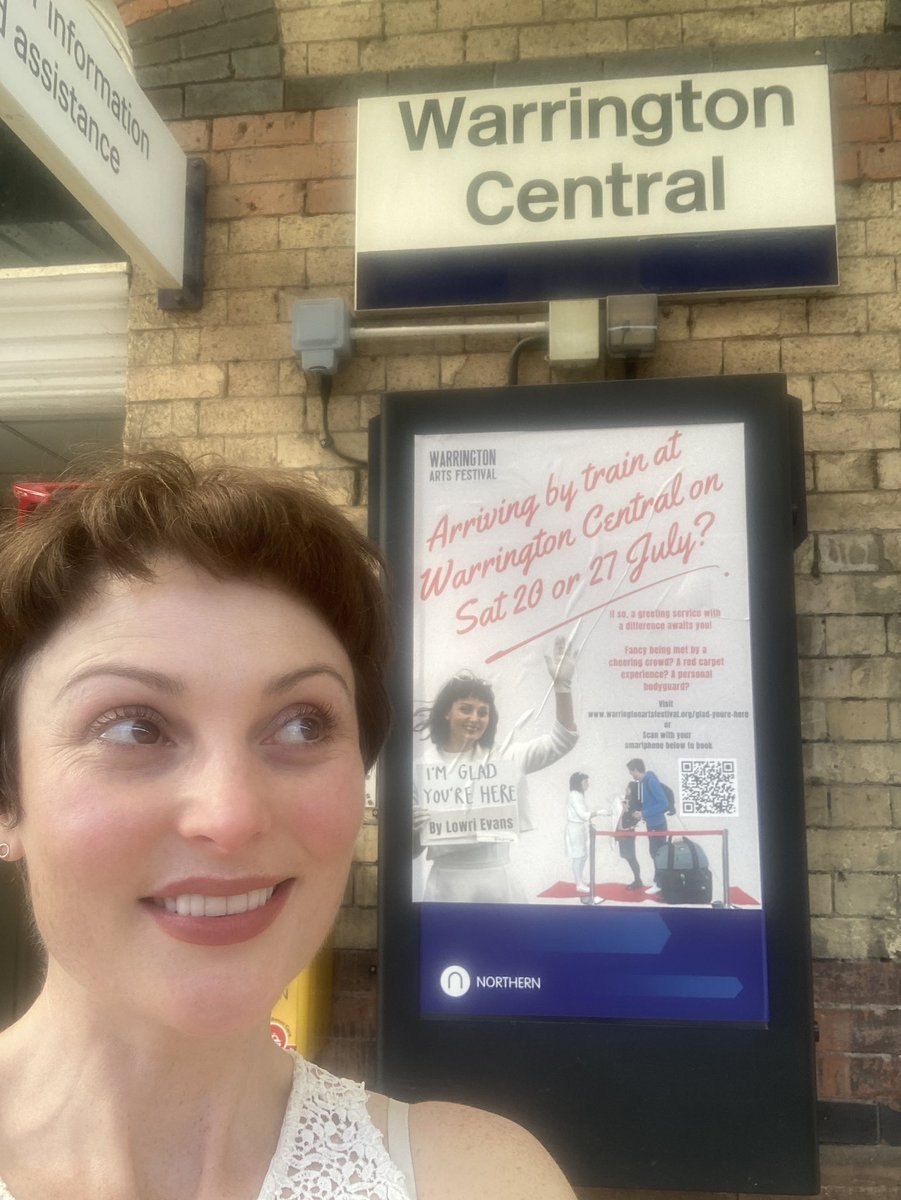 information
assistance
Warrington
Central
WARRINGTON
ARTS FESTIVAL
Arriving by train at
Warrington Central on
Sat 20 or 27 July?
If so, a greeting service with
a difference awaits you!
Fancy being met by a
cheering crowd? A red carpet
experience? A personal
bodyguard?
Visit
www.warringtonartsfestival.org/glad-youre-here
or
Scan with your
smartphone below to book
I'M GLAD
YOU'RE HERE
By Lowri Evans
NORTHERN